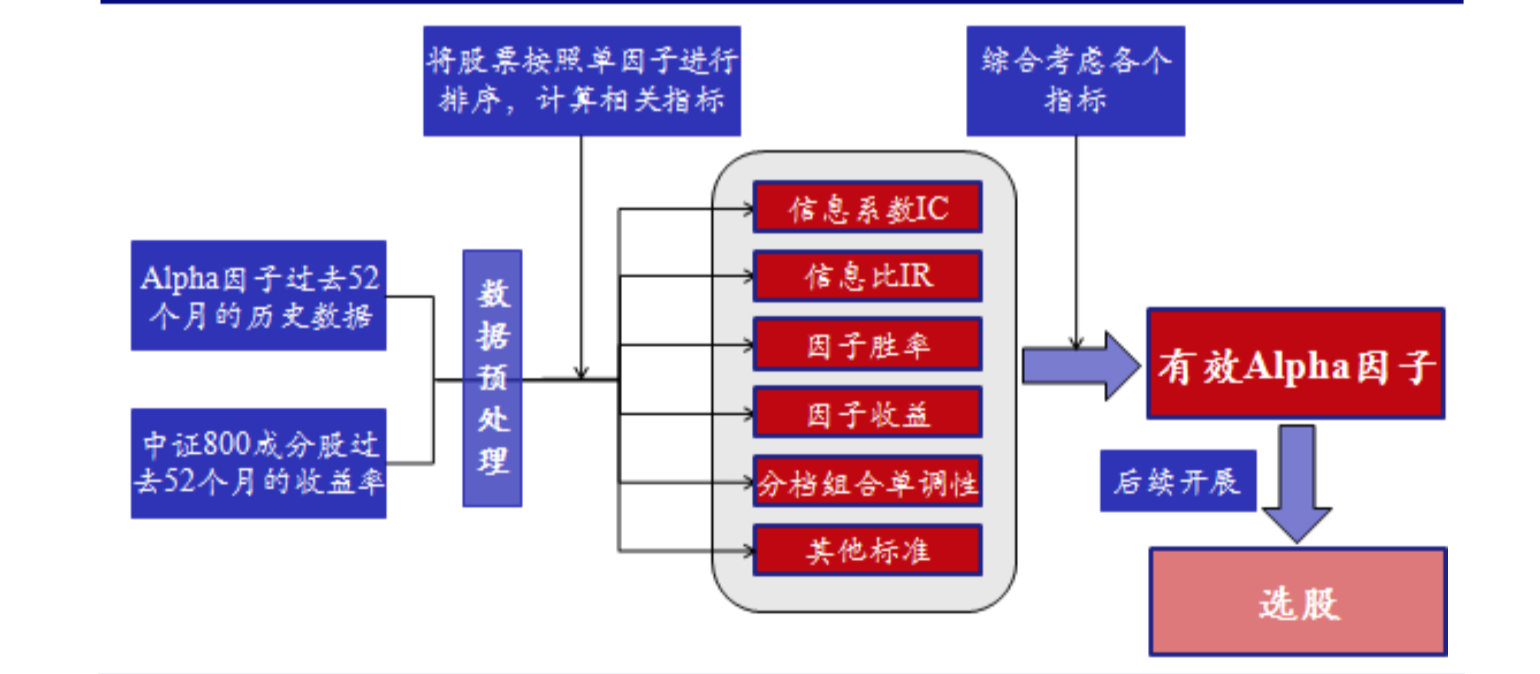 将股票按照单因子进行
排序，计算相关指标
综合考虑各个
指标
Alpha因子过去52
个月的历史数据
中证800成分股过
去52个月的收益率
数
据
预
处
理
信息系数IC
信息比IR
因子胜率
因子收益
分档组合单调性
其他标准
有效Alpha因子
后续开展
选股